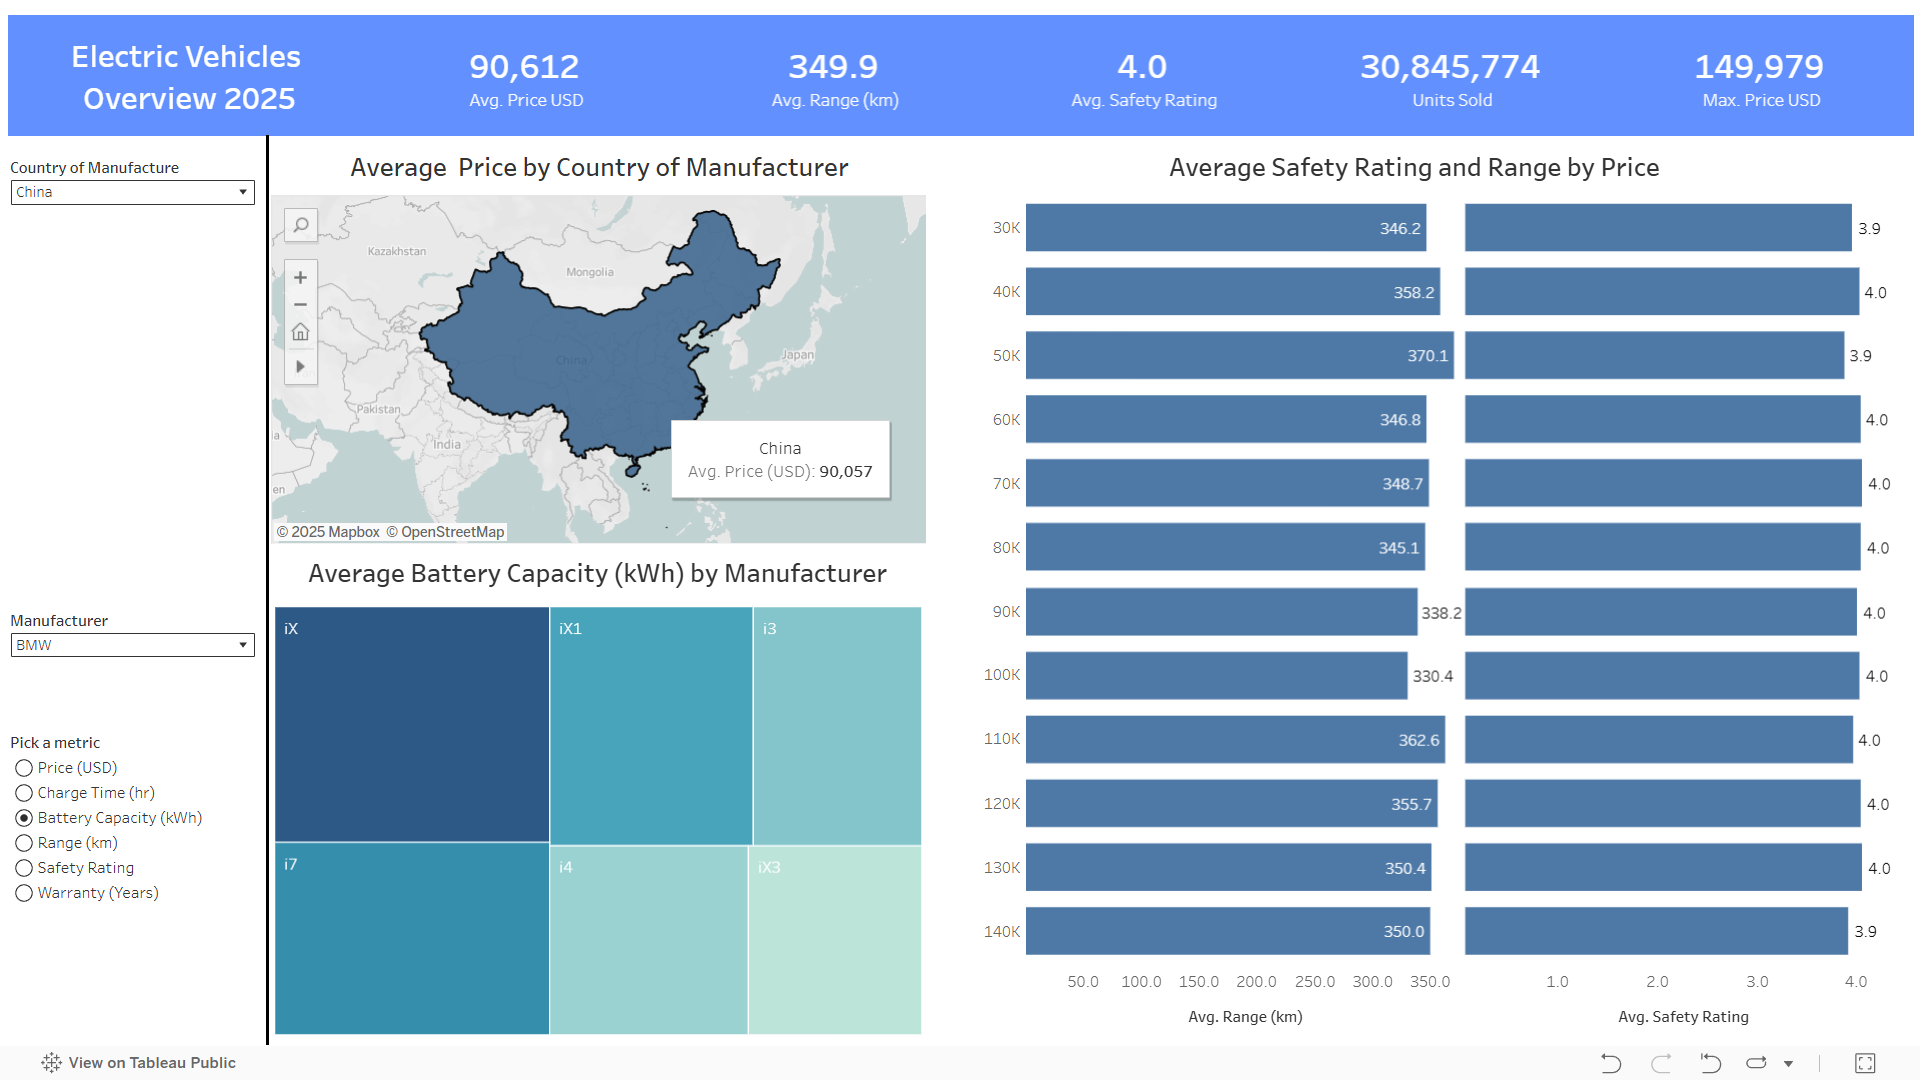 Electric Vehicles
Overview 2025
90,612
Avg. Price USD
349.9
Avg. Range (km)
4.0
Avg. Safety Rating
30,845,774
Units Sold
149,979
Max. Price USD
Country of Manufacture
China
Manufacturer
BMW
Pick a metric
Price (USD)
Charge Time (hr)
Battery Capacity (kWh)
Range (km)
Safety Rating
Warranty (Years)
Average Price by Country of Manufacturer
Kazakhstan
Mongolia
China
Japan
Pakistan
India
la
en
China
Avg. Price (USD): 90,057
© 2025 Mapbox © OpenStreetMap
Average Battery Capacity (kWh) by Manufacturer
iX
iX1
i3
i7
i4
iX3
Average Safety Rating and Range by Price
30K 346.2 3.9
40K 358.2 4.0
50K 370.1 3.9
60K 346.8 4.0
70K 348.7 4.0
80K 345.1 4.0
90K 338.2 4.0
100K 330.4 4.0
110K 362.6 4.0
120K 355.7 4.0
130K 350.4 4.0
140K 350.0 3.9
50.0 100.0 150.0 200.0 250.0 300.0 350.0
1.0 2.0 3.0 4.0
Avg. Range (km)
Avg. Safety Rating
View on Tableau Public